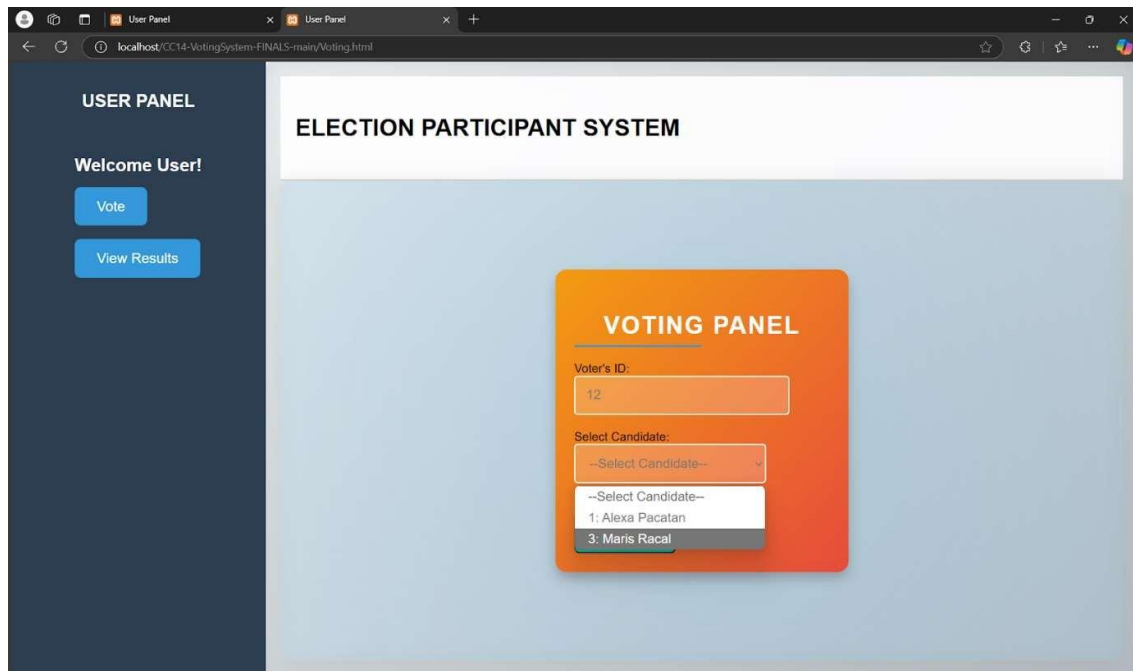 User Panel
User Panel
localhost/CC14-VotingSystem-FINALS-main/Voting.html
USER PANEL
Welcome User!
Vote
View Results
ELECTION PARTICIPANT SYSTEM
VOTING PANEL
Voter's ID:
12
Select Candidate:
--Select Candidate--
--Select Candidate--
1: Alexa Pacatan
3: Maris Racal